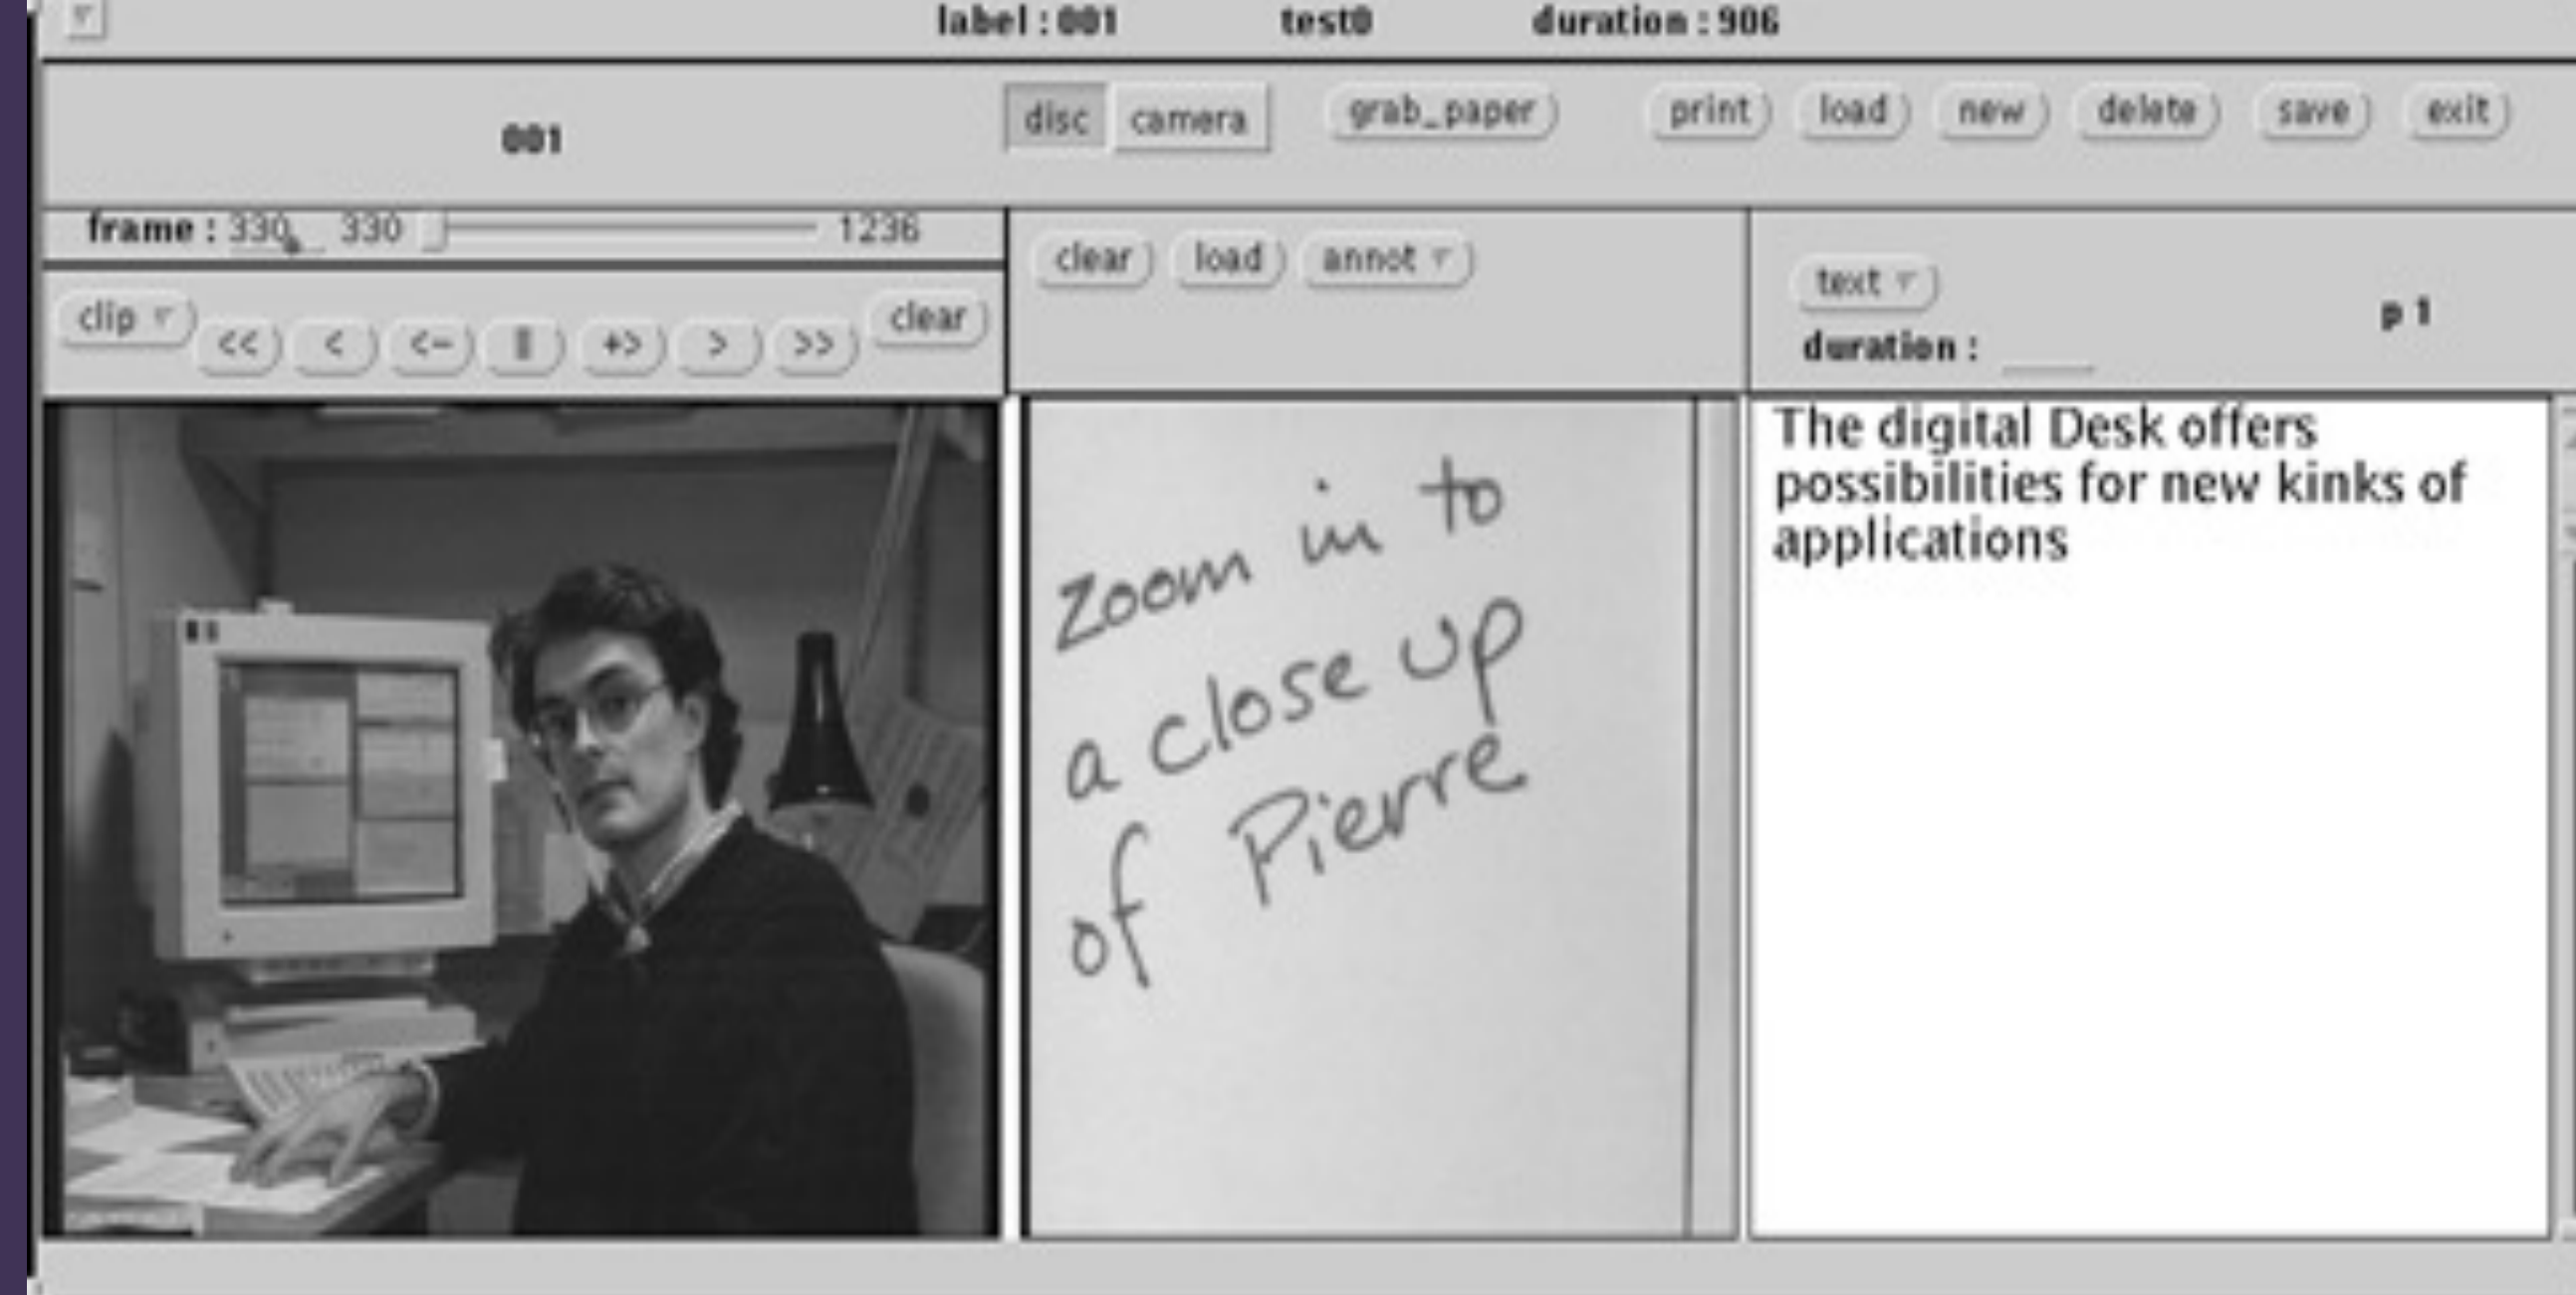 label : 001 test0 duration : 906
001
disc camera grab_paper print load new delete save exit
frame : 330 330 1236
clip << < <- || +> > >> clear
clear load annot
text
p 1
duration :
Zoom in to
a close up
of Pierre
The digital Desk offers
possibilities for new kinks of
applications